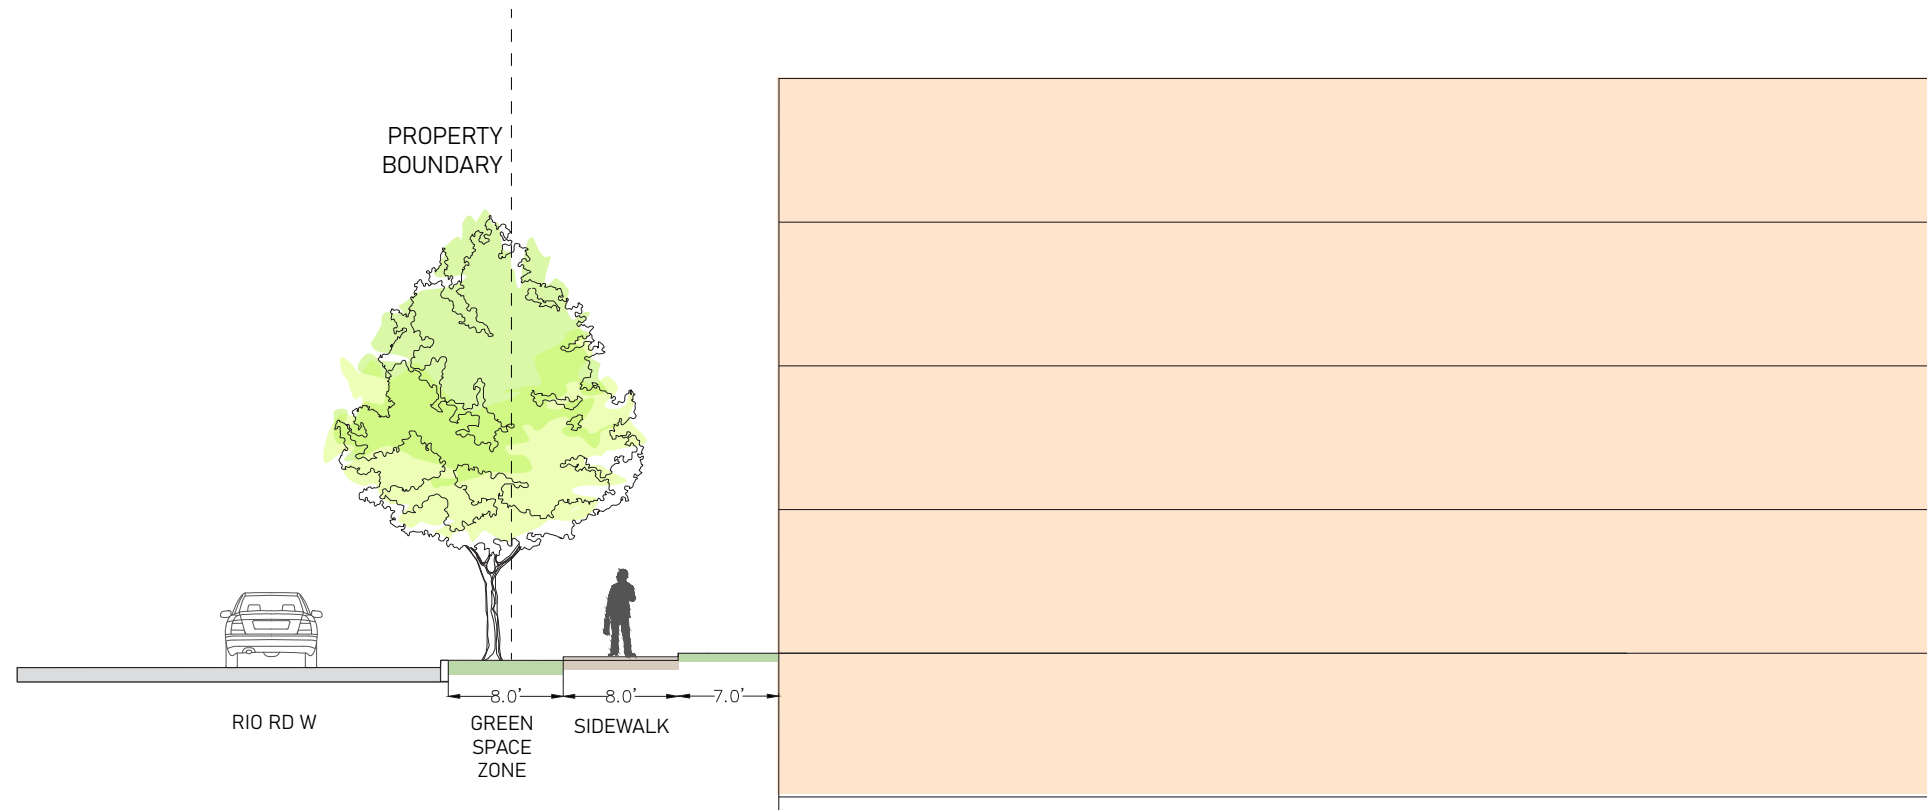 PROPERTY
BOUNDARY
8.0'
8.0'
7.0'
RIO RD W
GREEN
SPACE
ZONE
SIDEWALK